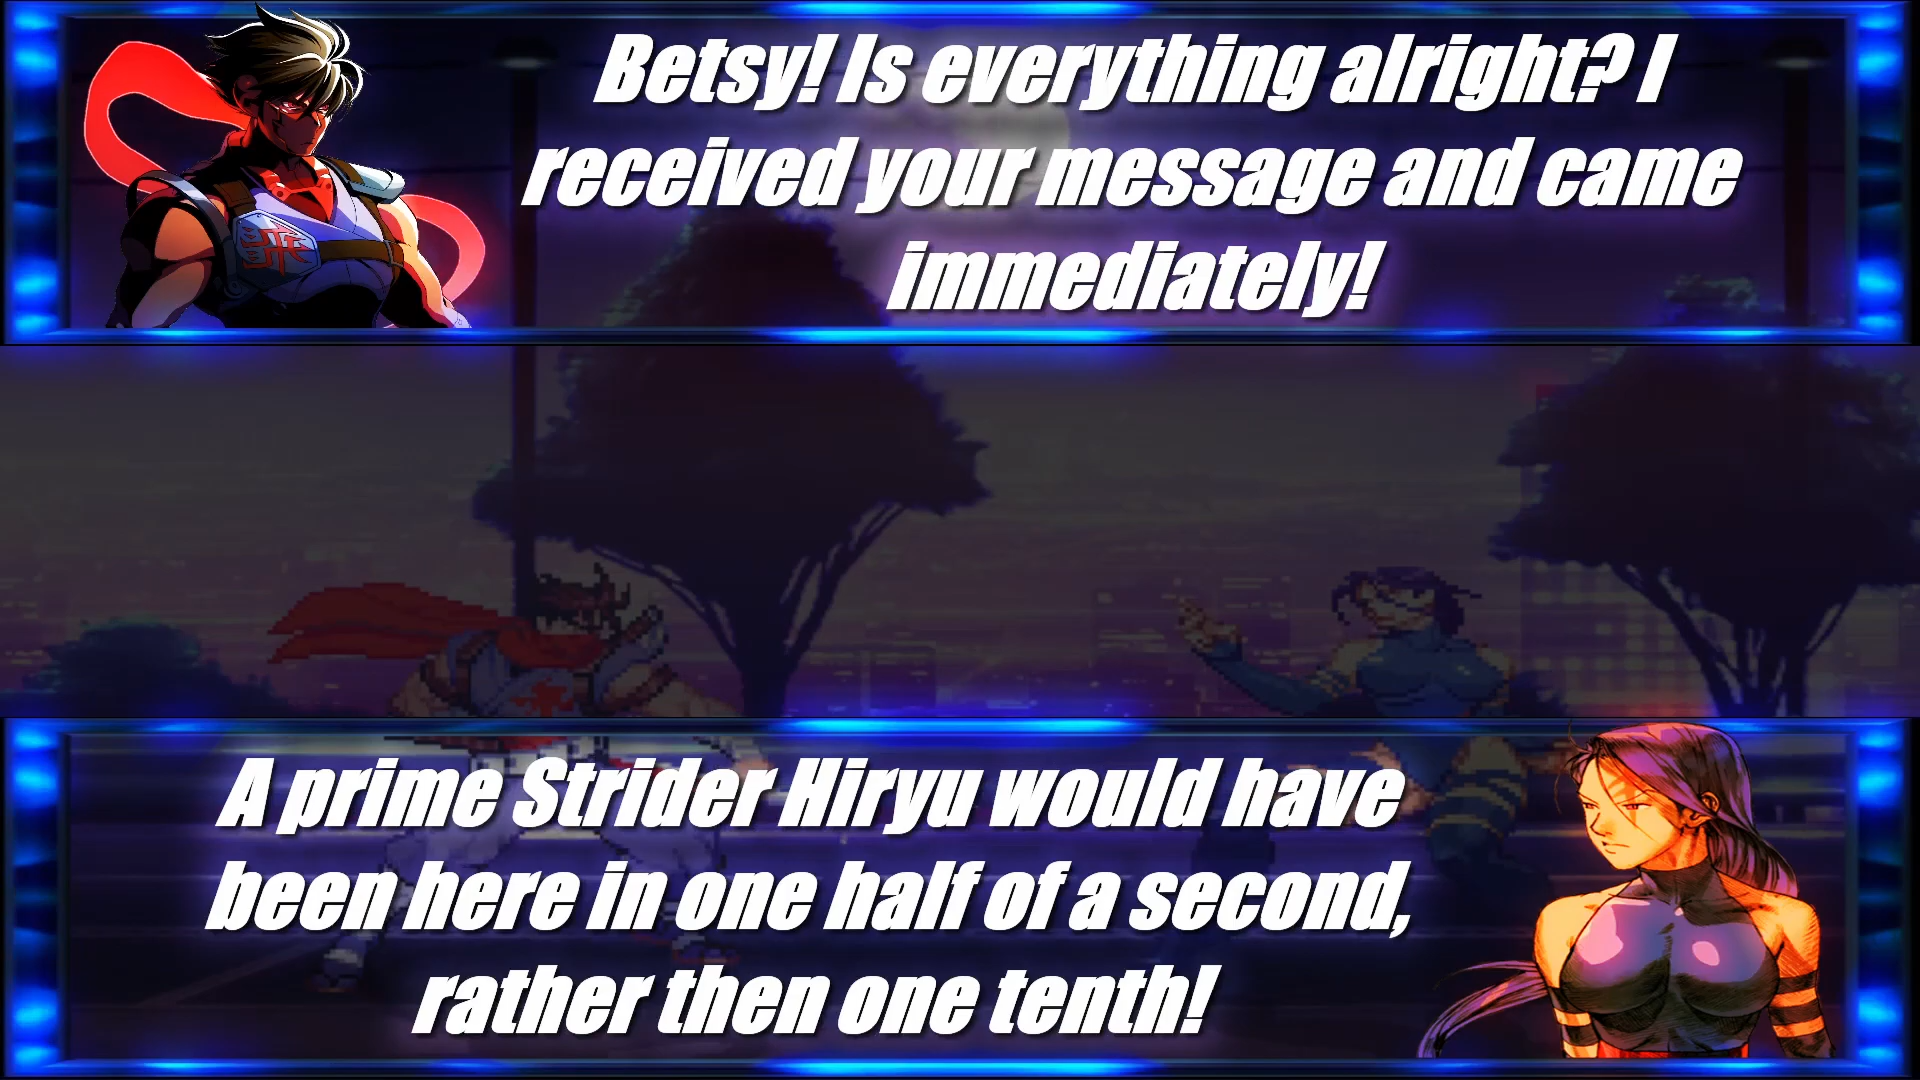 Betsy! Is everything alright? I
received your message and came
immediately!
A prime Strider Hiryu would have
been here in one half of a second,
rather then one tenth!